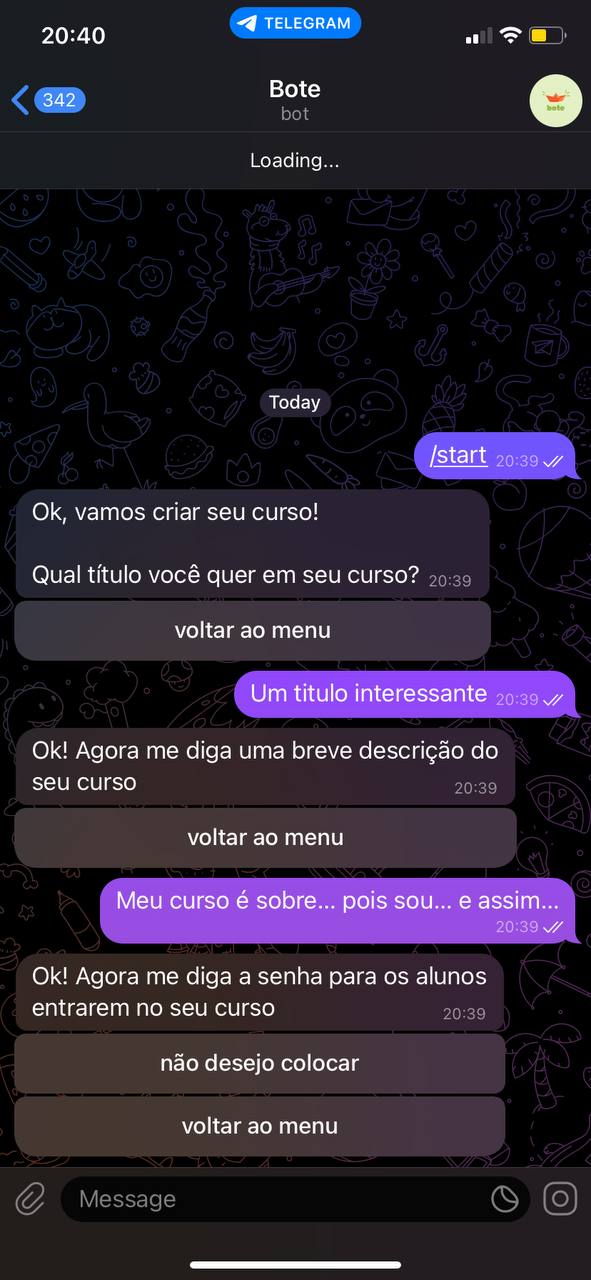 20:40
TELEGRAM
342
Bote
bot
bote
Loading...
Today
/start 20:39
Ok, vamos criar seu curso!
Qual título você quer em seu curso? 20:39
voltar ao menu
Um titulo interessante 20:39
Ok! Agora me diga uma breve descrição do
seu curso 20:39
voltar ao menu
Meu curso é sobre... pois sou... e assim...
20:39
Ok! Agora me diga a senha para os alunos
entrarem no seu curso 20:39
não desejo colocar
voltar ao menu
Message